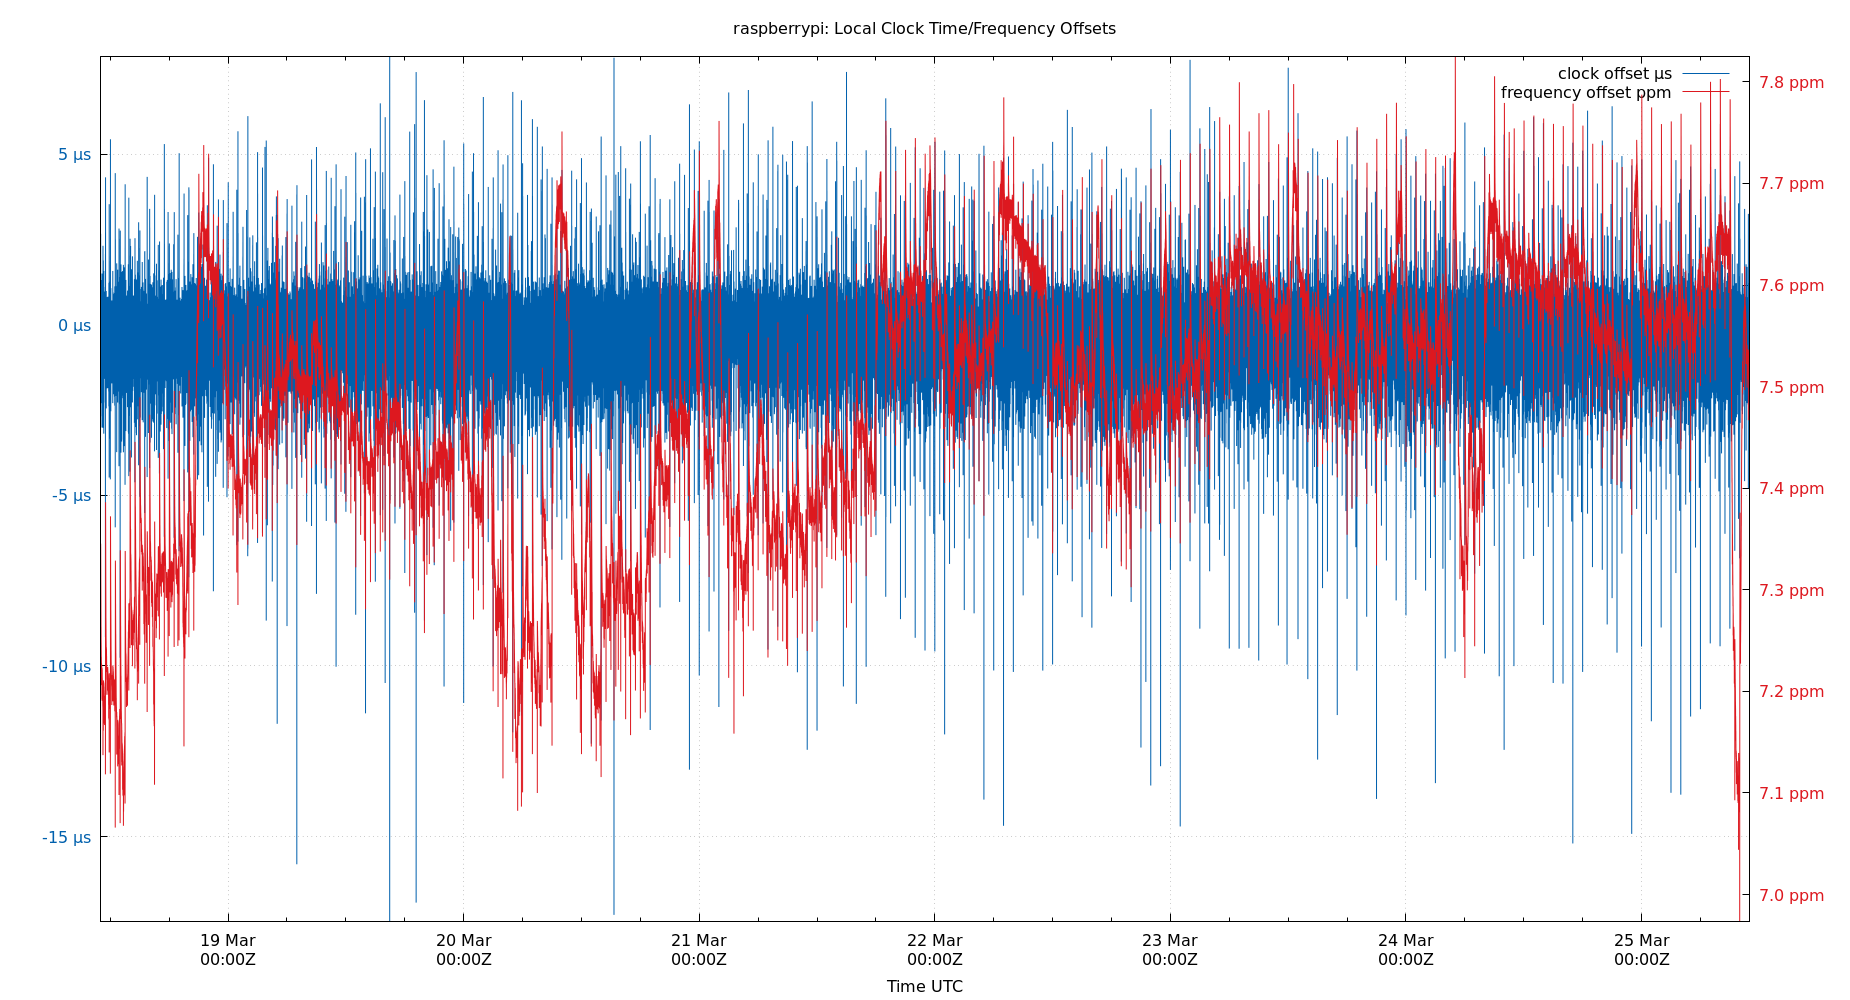 raspberrypi: Local Clock Time/Frequency Offsets
clock offset µs
frequency offset ppm
5 µs
0 µs
-5 µs
-10 µs
-15 µs
7.8 ppm
7.7 ppm
7.6 ppm
7.5 ppm
7.4 ppm
7.3 ppm
7.2 ppm
7.1 ppm
7.0 ppm
19 Mar
00:00Z
20 Mar
00:00Z
21 Mar
00:00Z
22 Mar
00:00Z
23 Mar
00:00Z
24 Mar
00:00Z
25 Mar
00:00Z
Time UTC